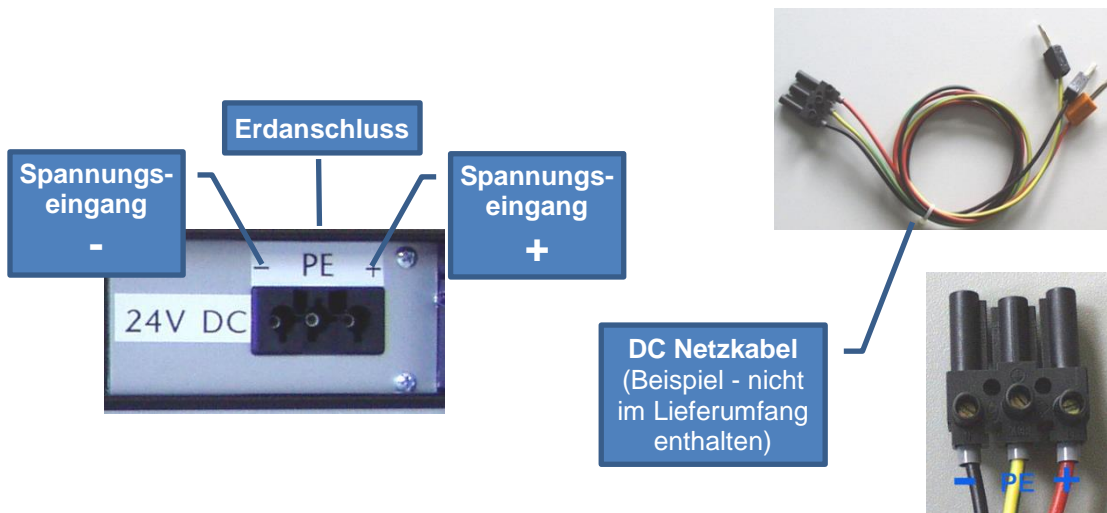 Erdanschluss
Spannungs-
eingang
-
Spannungs-
eingang
+
- PE +
24V DC
DC Netzkabel
(Beispiel - nicht
im Lieferumfang
enthalten)
- PE +